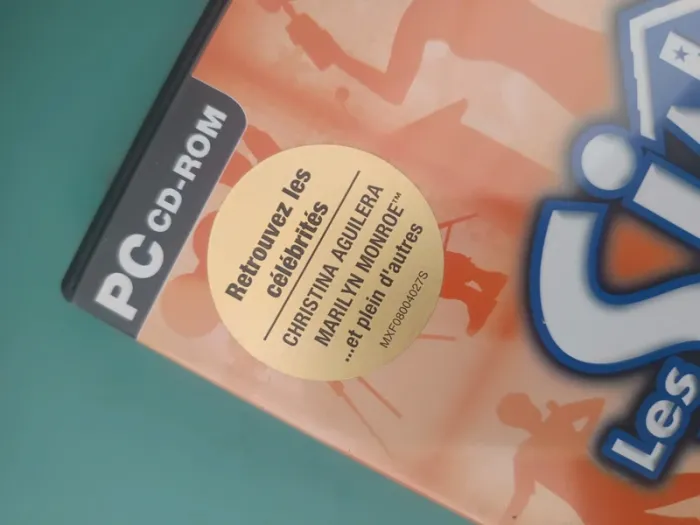 PC CD-ROM
Retrouvez les
célébrités
CHRISTINA AGUILERA
MARILYN MONROE™
...et plein d'autres
MXF08004027S
Les